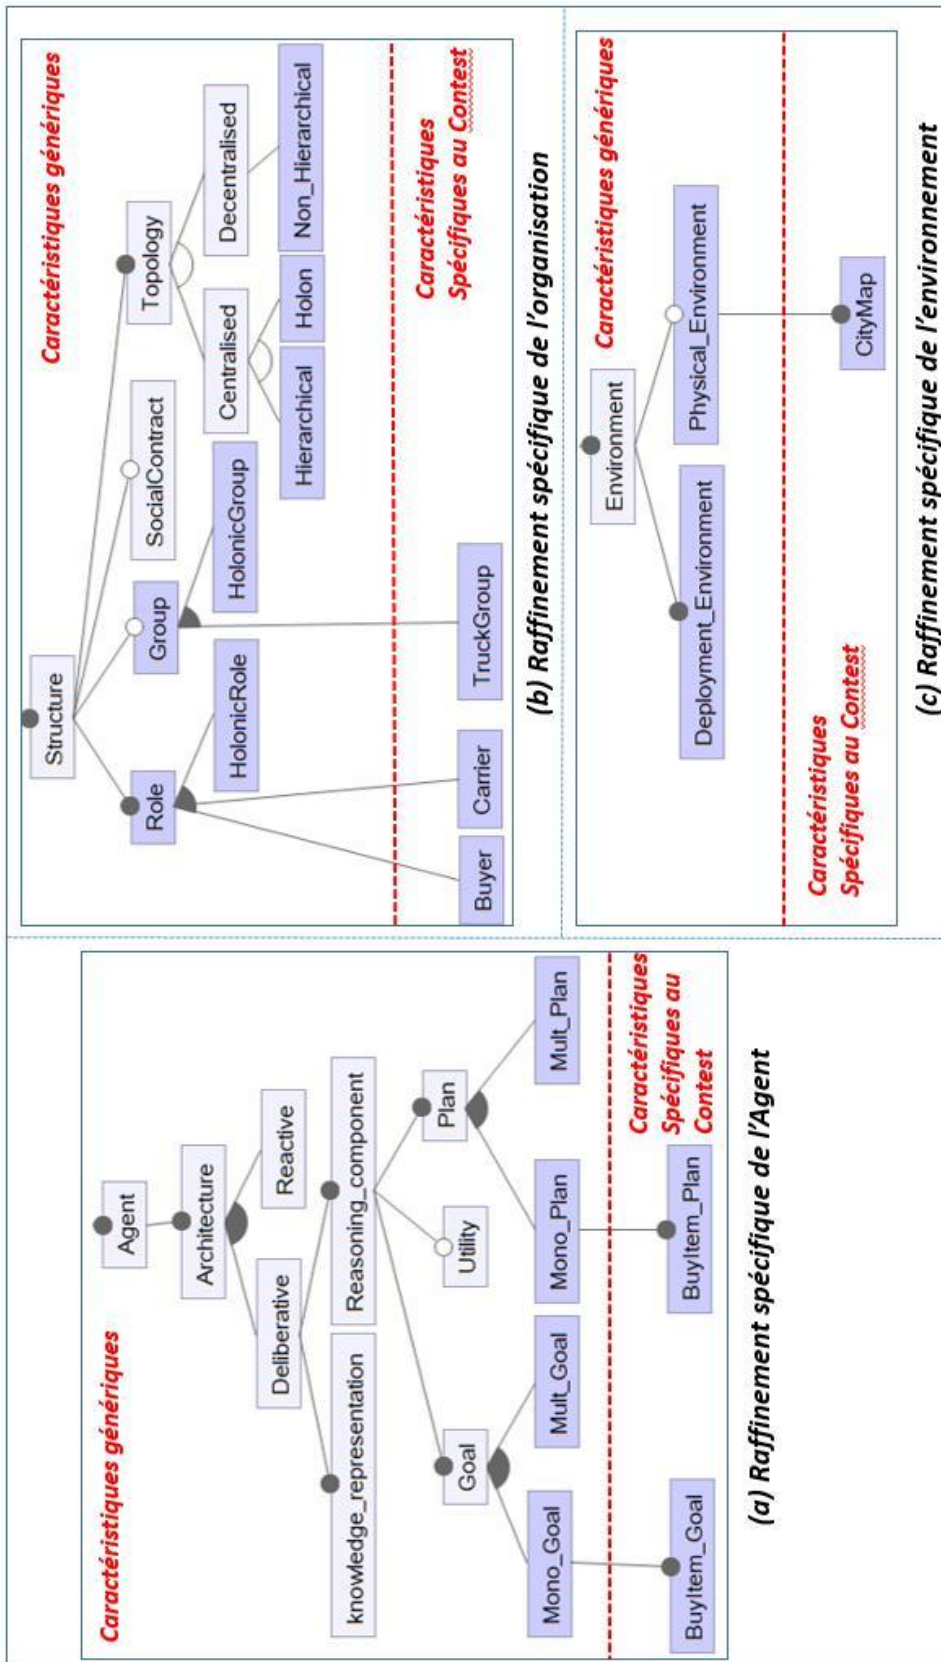 Caractéristiques génériques
Agent
Architecture
Deliberative
Reactive
knowledge_representation
Reasoning_component
Goal
Utility
Plan
Mono_Goal
Mult_Goal
Mono_Plan
Mult_Plan
Caractéristiques
Spécifiques au
Contest
BuyItem_Goal
BuyItem_Plan
(a) Raffinement spécifique de l'Agent
Caractéristiques génériques
Structure
Role
Group
SocialContract
Topology
HolonicRole
HolonicGroup
Centralised
Decentralised
Hierarchical
Holon
Non_Hierarchical
Caractéristiques
Spécifiques au Contest
Buyer
Carrier
TruckGroup
(b) Raffinement spécifique de l'organisation
Caractéristiques génériques
Environment
Deployment_Environment
Physical_Environment
Caractéristiques
Spécifiques au Contest
CityMap
(c) Raffinement spécifique de l'environnement